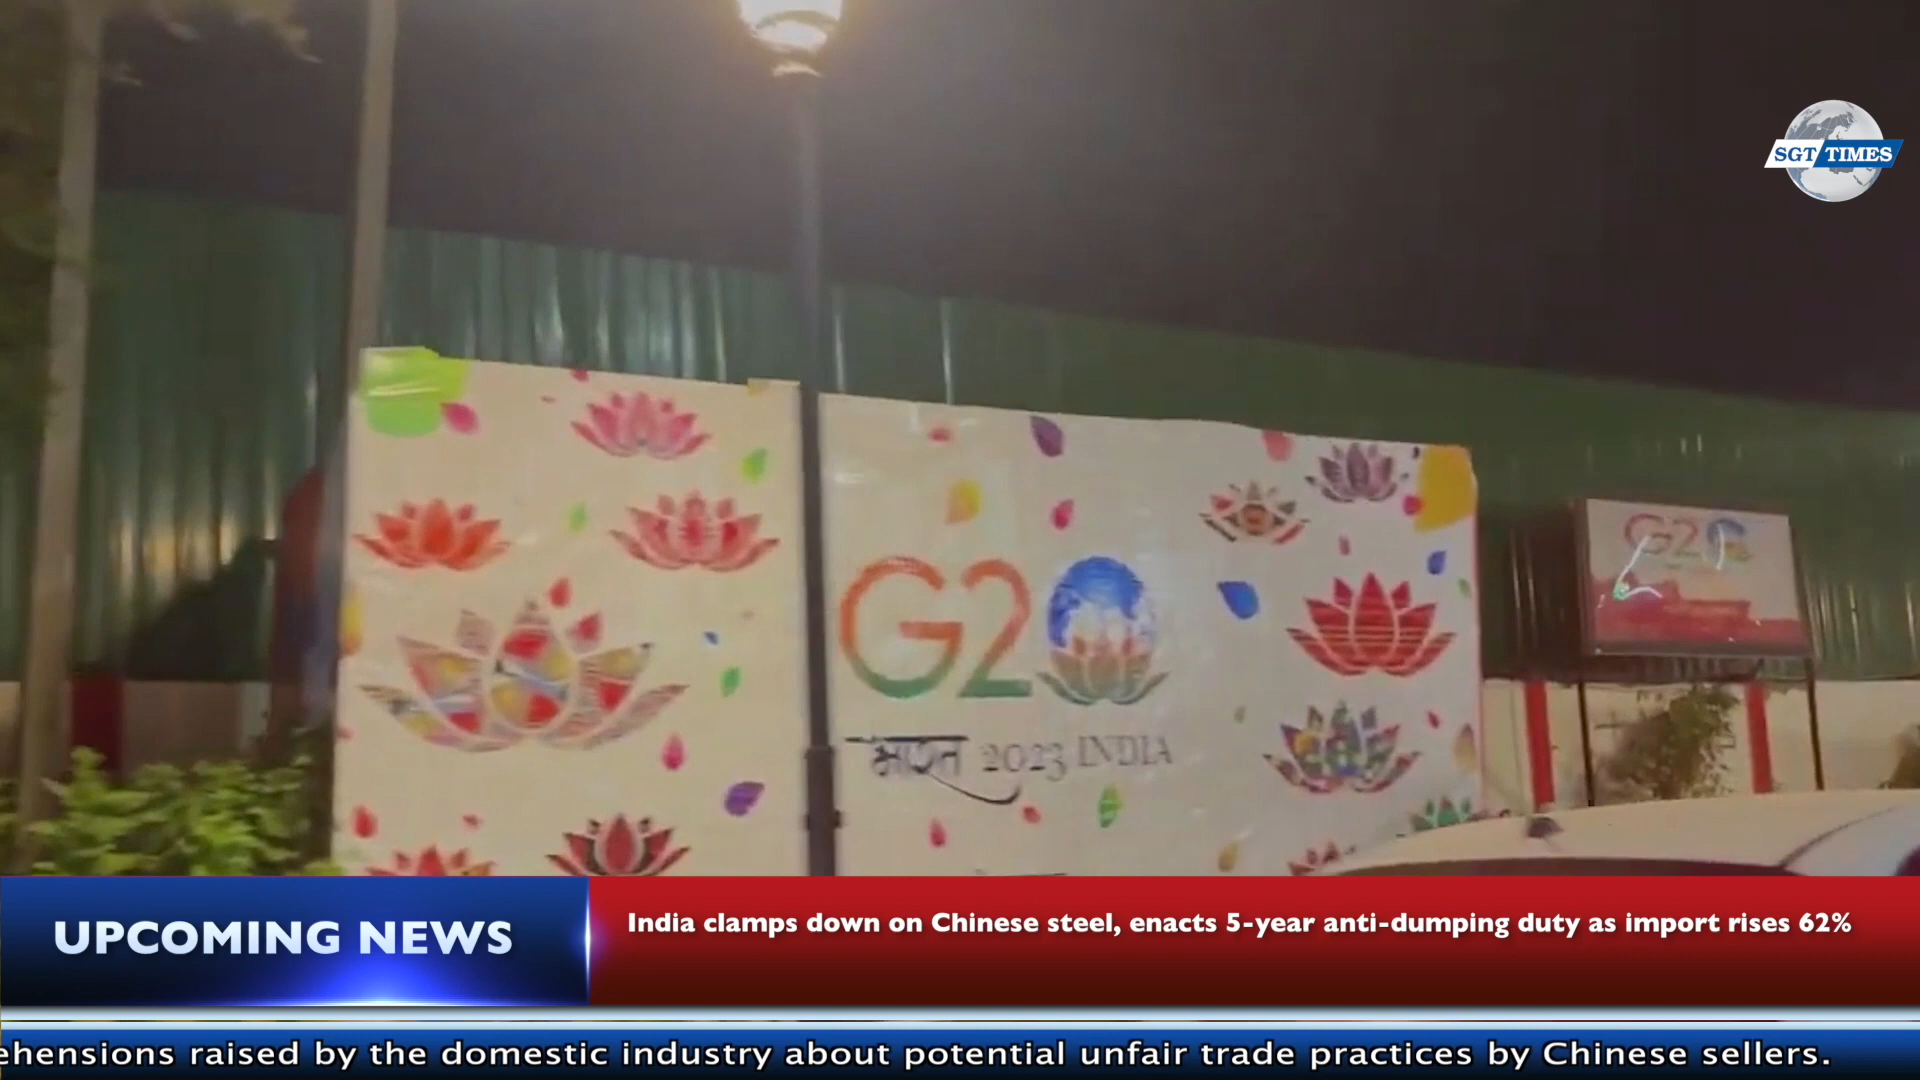 SGT TIMES
G20
G20
भारत 2023 INDIA
UPCOMING NEWS
India clamps down on Chinese steel, enacts 5-year anti-dumping duty as import rises 62%
ehensions raised by the domestic industry about potential unfair trade practices by Chinese sellers.